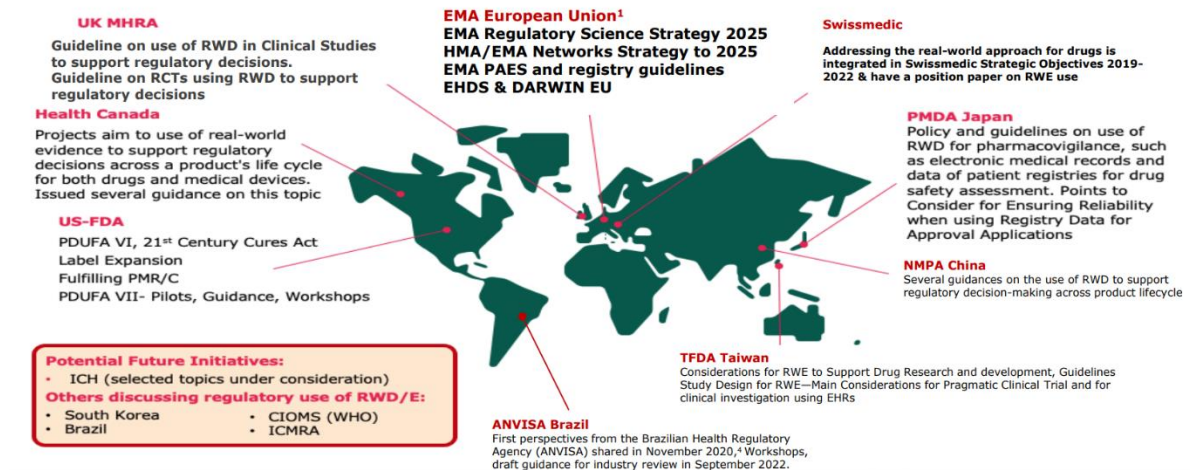 UK MHRA
Guideline on use of RWD in Clinical Studies
to support regulatory decisions.
Guideline on RCTs using RWD to support
regulatory decisions
EMA European Union¹
EMA Regulatory Science Strategy 2025
HMA/EMA Networks Strategy to 2025
EMA PAES and registry guidelines
EHDS & DARWIN EU
Swissmedic
Addressing the real-world approach for drugs is
integrated in Swissmedic Strategic Objectives 2019-
2022 & have a position paper on RWE use
Health Canada
Projects aim to use of real-world
evidence to support regulatory
decisions across a product's life cycle
for both drugs and medical devices.
Issued several guidance on this topic
PMDA Japan
Policy and guidelines on use of
RWD for pharmacovigilance, such
as electronic medical records and
data of patient registries for drug
safety assessment. Points to
Consider for Ensuring Reliability
when using Registry Data for
Approval Applications
US-FDA
PDUFA VI, 21st Century Cures Act
Label Expansion
Fulfilling PMR/C
PDUFA VII- Pilots, Guidance, Workshops
NMPA China
Several guidances on the use of RWD to support
regulatory decision-making across product lifecycle
TFDA Taiwan
Considerations for RWE to Support Drug Research and development, Guidelines
Study Design for RWE—Main Considerations for Pragmatic Clinical Trial and for
clinical investigation using EHRs
Potential Future Initiatives:
• ICH (selected topics under consideration)
Others discussing regulatory use of RWD/E:
• South Korea
• Brazil
• CIOMS (WHO)
• ICMRA
ANVISA Brazil
First perspectives from the Brazilian Health Regulatory
Agency (ANVISA) shared in November 2020,⁴ Workshops,
draft guidance for industry review in September 2022.